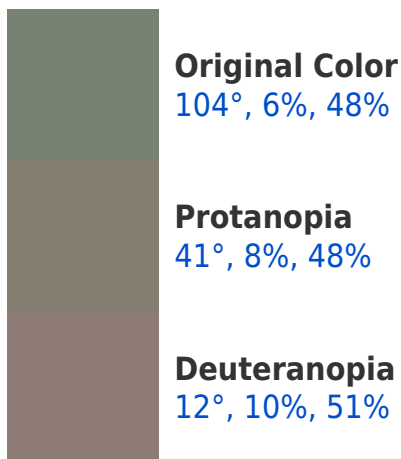 Original Color
104°, 6%, 48%
Protanopia
41°, 8%, 48%
Deuteranopia
12°, 10%, 51%